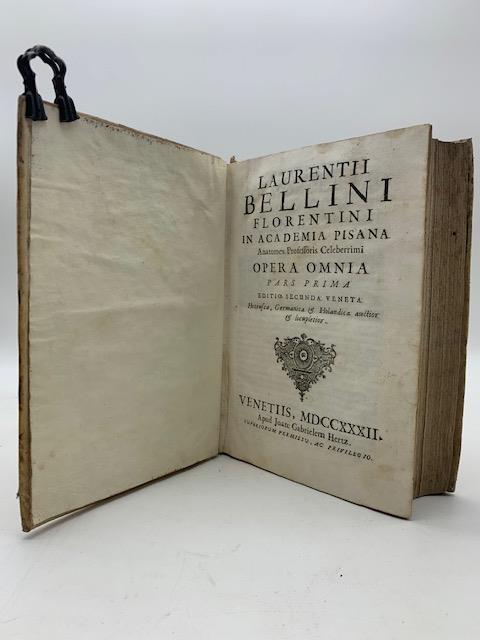 LAURENTII
BELLINI
FLORENTINI
IN ACADEMIA PISANA
Anatomes Professoris Celeberrimi
OPERA OMNIA
PARS PRIMA
EDITIO SECUNDA VENETA
Hetrusca, Germanica & Holandica auctior
& locupletior.
VENETIIS, MDCCXXXII.
Apud Joan: Gabrielem Hertz.
SUPERIORUM PERMISSU, AC PRIVILEGIO.